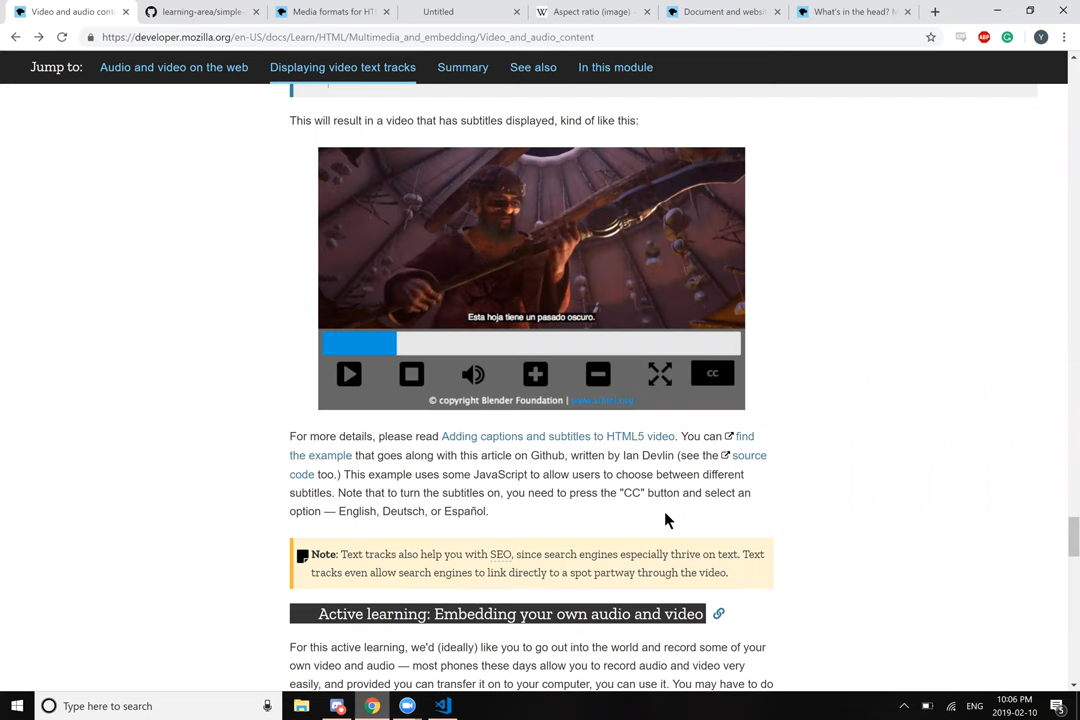 Video and audio cont
learning-area/simple-
Media formats for HT
Untitled
Aspect ratio (image) -
Document and websi
What's in the head? M
https://developer.mozilla.org/en-US/docs/Learn/HTML/Multimedia_and_embedding/Video_and_audio_content
ABP
Y
Jump to: Audio and video on the web Displaying video text tracks Summary See also In this module
This will result in a video that has subtitles displayed, kind of like this:
Esta hoja tiene un pasado oscuro.
CC
© copyright Blender Foundation |
For more details, please read Adding captions and subtitles to HTML5 video. You can find
the example that goes along with this article on Github, written by Ian Devlin (see the source
code too.) This example uses some JavaScript to allow users to choose between different
subtitles. Note that to turn the subtitles on, you need to press the "CC" button and select an
option — English, Deutsch, or Español.
Note: Text tracks also help you with SEO, since search engines especially thrive on text. Text
tracks even allow search engines to link directly to a spot partway through the video.
Active learning: Embedding your own audio and video
For this active learning, we'd (ideally) like you to go out into the world and record some of your
own video and audio — most phones these days allow you to record audio and video very
easily, and provided you can transfer it on to your computer, you can use it. You may have to do
Type here to search
ENG
10:06 PM
2019-02-10
5